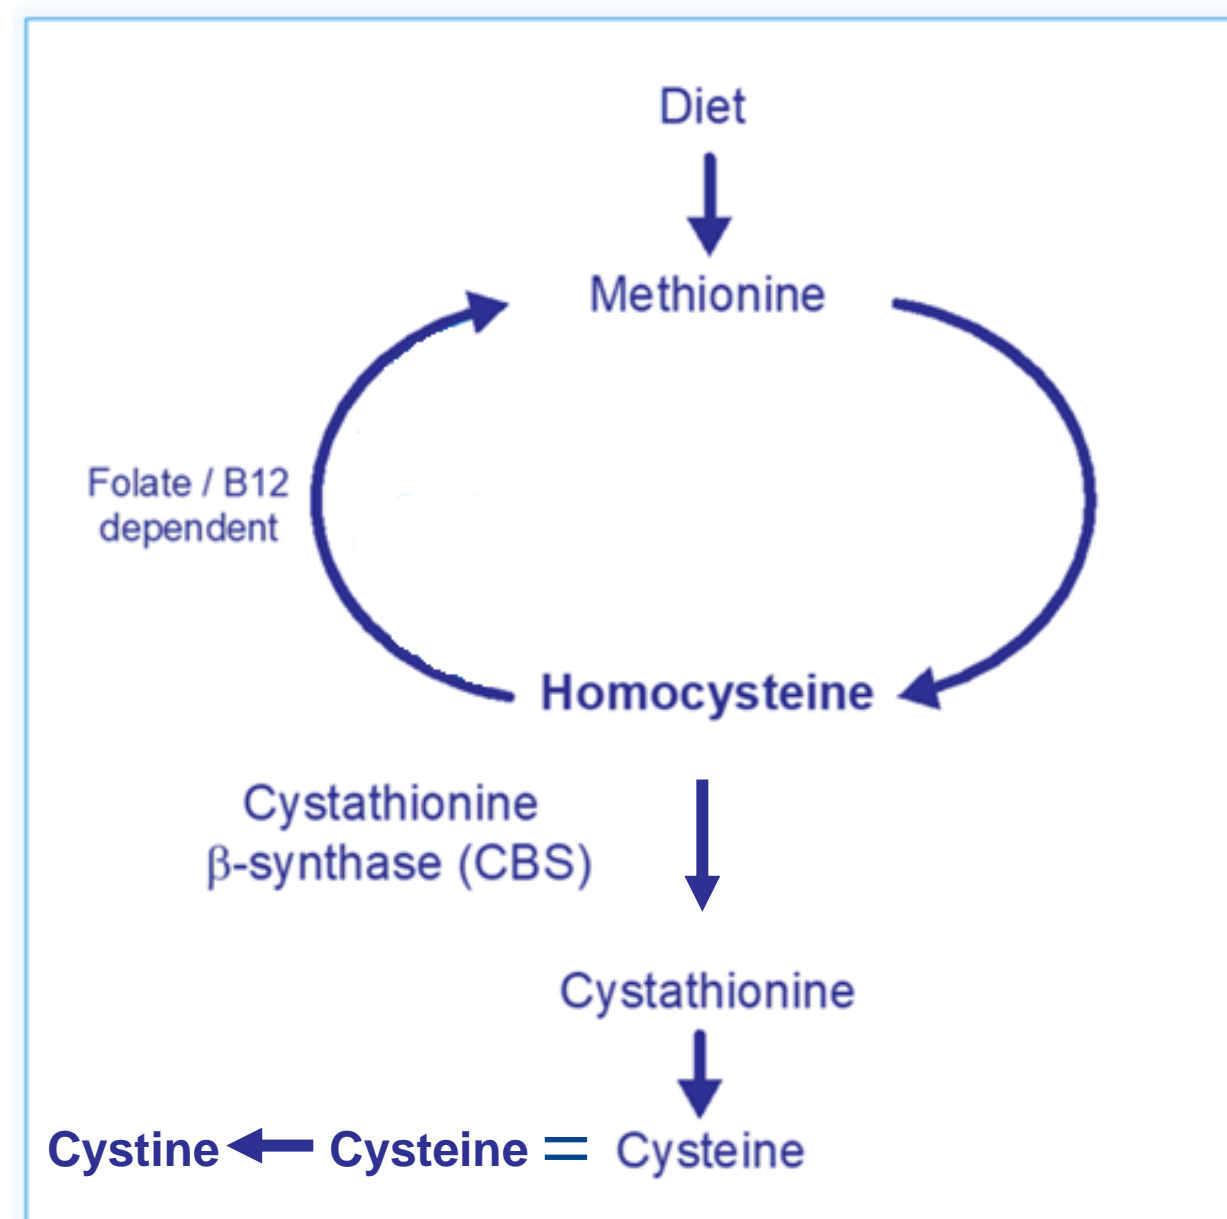 Diet
Methionine
Folate / B12
dependent
Homocysteine
Cystathionine
β-synthase (CBS)
Cystathionine
Cystine Cysteine = Cysteine